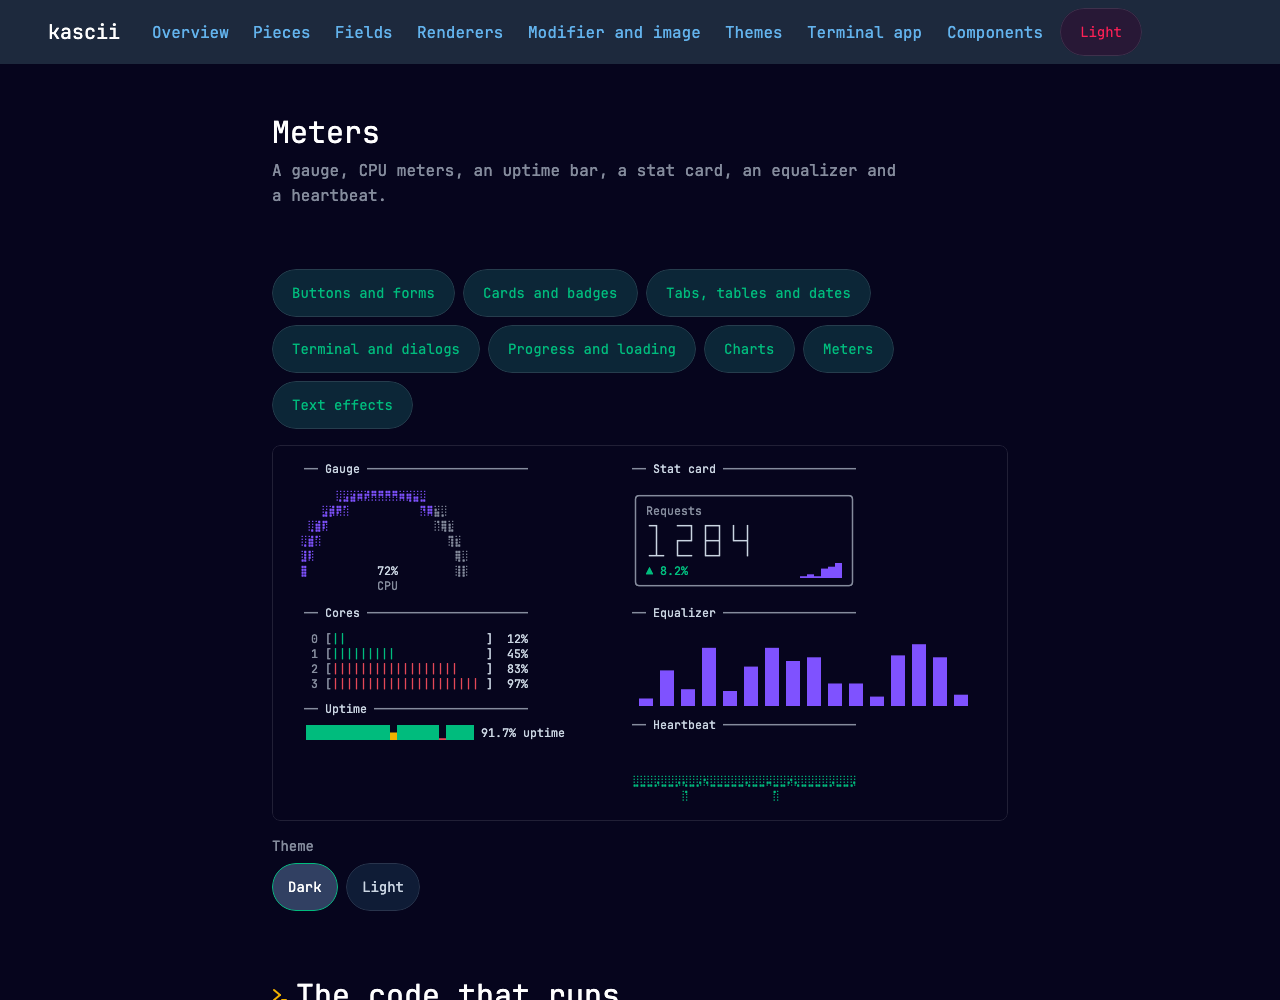 kascii Overview Pieces Fields Renderers Modifier and image Themes Terminal app Components Light
Meters
A gauge, CPU meters, an uptime bar, a stat card, an equalizer and
a heartbeat.
Buttons and forms Cards and badges Tabs, tables and dates
Terminal and dialogs Progress and loading Charts Meters
Text effects
Gauge
72%
CPU
Cores
0 [|| ] 12%
1 [||||||||| ] 45%
2 [|||||||||||||||||| ] 83%
3 [||||||||||||||||||||| ] 97%
Uptime
91.7% uptime
Stat card
Requests
1284
▲ 8.2%
Equalizer
Heartbeat
Theme
Dark Light
The code that runs